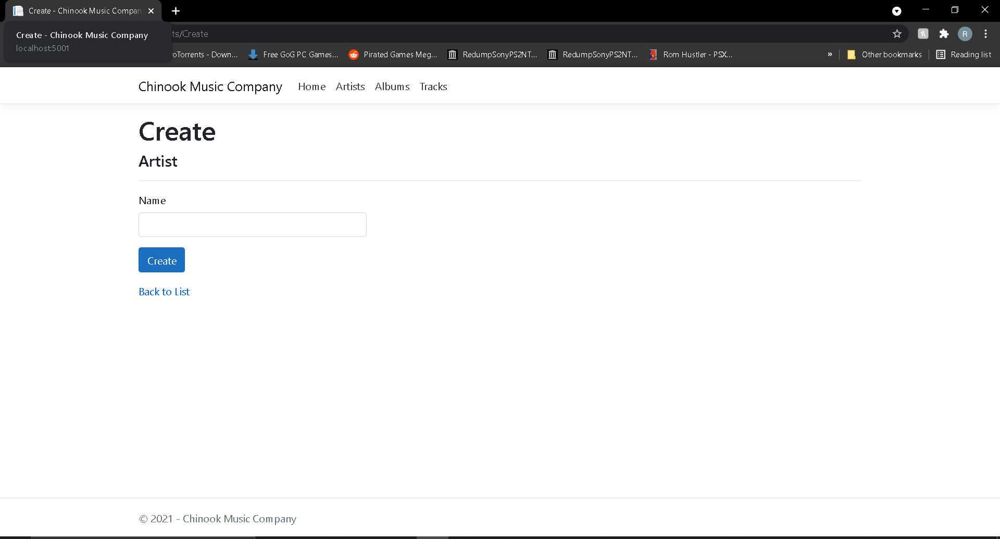 Create - Chinook Music Compan
Create - Chinook Music Company
localhost:5001
ts/Create
R
oTorrents - Down...
Free GoG PC Games...
Pirated Games Meg...
RedumpSonyPS2NT...
RedumpSonyPS2NT...
Rom Hustler - PSX...
»
Other bookmarks
Reading list
Chinook Music Company
Home
Artists
Albums
Tracks
Create
Artist
Name
Create
Back to List
© 2021 - Chinook Music Company